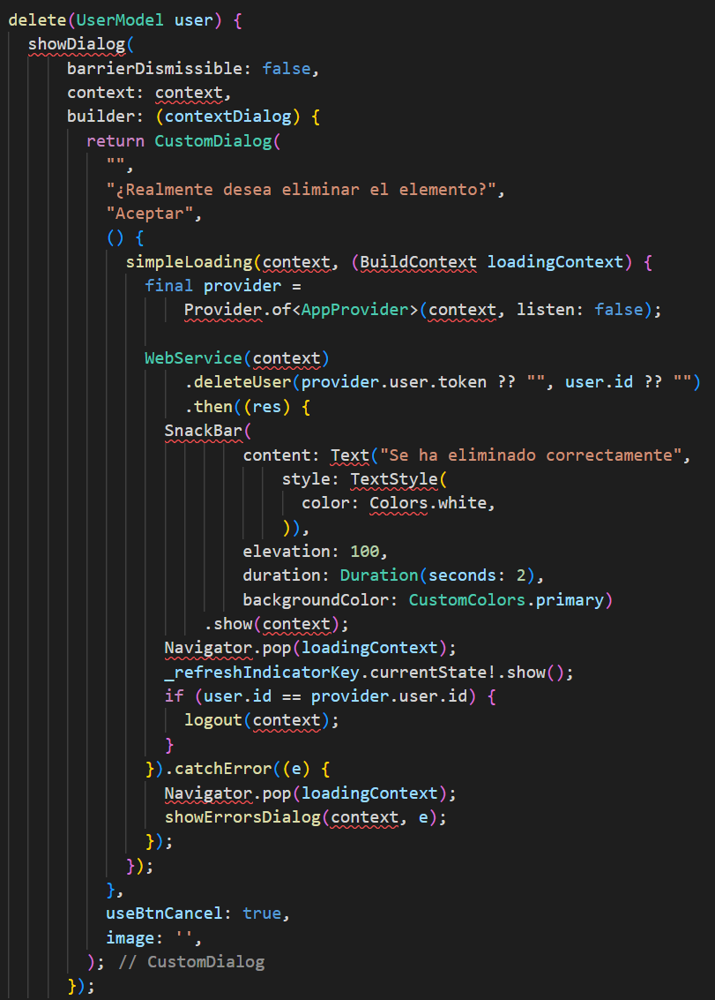 delete(UserModel user) {
showDialog(
barrierDismissible: false,
context: context,
builder: (contextDialog) {
return CustomDialog(
"",
"¿Realmente desea eliminar el elemento?",
"Aceptar",
() {
simpleLoading(context, (BuildContext loadingContext) {
final provider =
Provider.of<AppProvider>(context, listen: false);
WebService(context)
.deleteUser(provider.user.token ?? "", user.id ?? "")
.then((res) {
SnackBar(
content: Text("Se ha eliminado correctamente",
style: TextStyle(
color: Colors.white,
)),
elevation: 100,
duration: Duration(seconds: 2),
backgroundColor: CustomColors.primary)
.show(context);
Navigator.pop(loadingContext);
_refreshIndicatorKey.currentState!.show();
if (user.id == provider.user.id) {
logout(context);
}
}).catchError((e) {
Navigator.pop(loadingContext);
showErrorsDialog(context, e);
});
});
},
useBtnCancel: true,
image: '',
); // CustomDialog
});